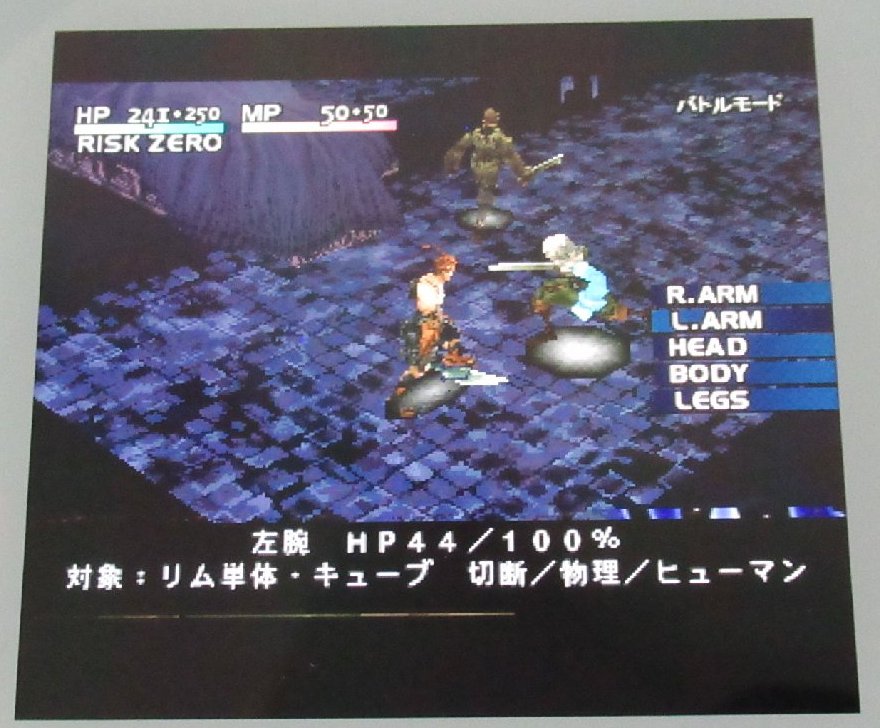 HP 241・250 MP 50・50
RISK ZERO
バトルモード
R.ARM
L.ARM
HEAD
BODY
LEGS
左腕 HP44/100%
対象:リム単体・キューブ 切断/物理/ヒューマン